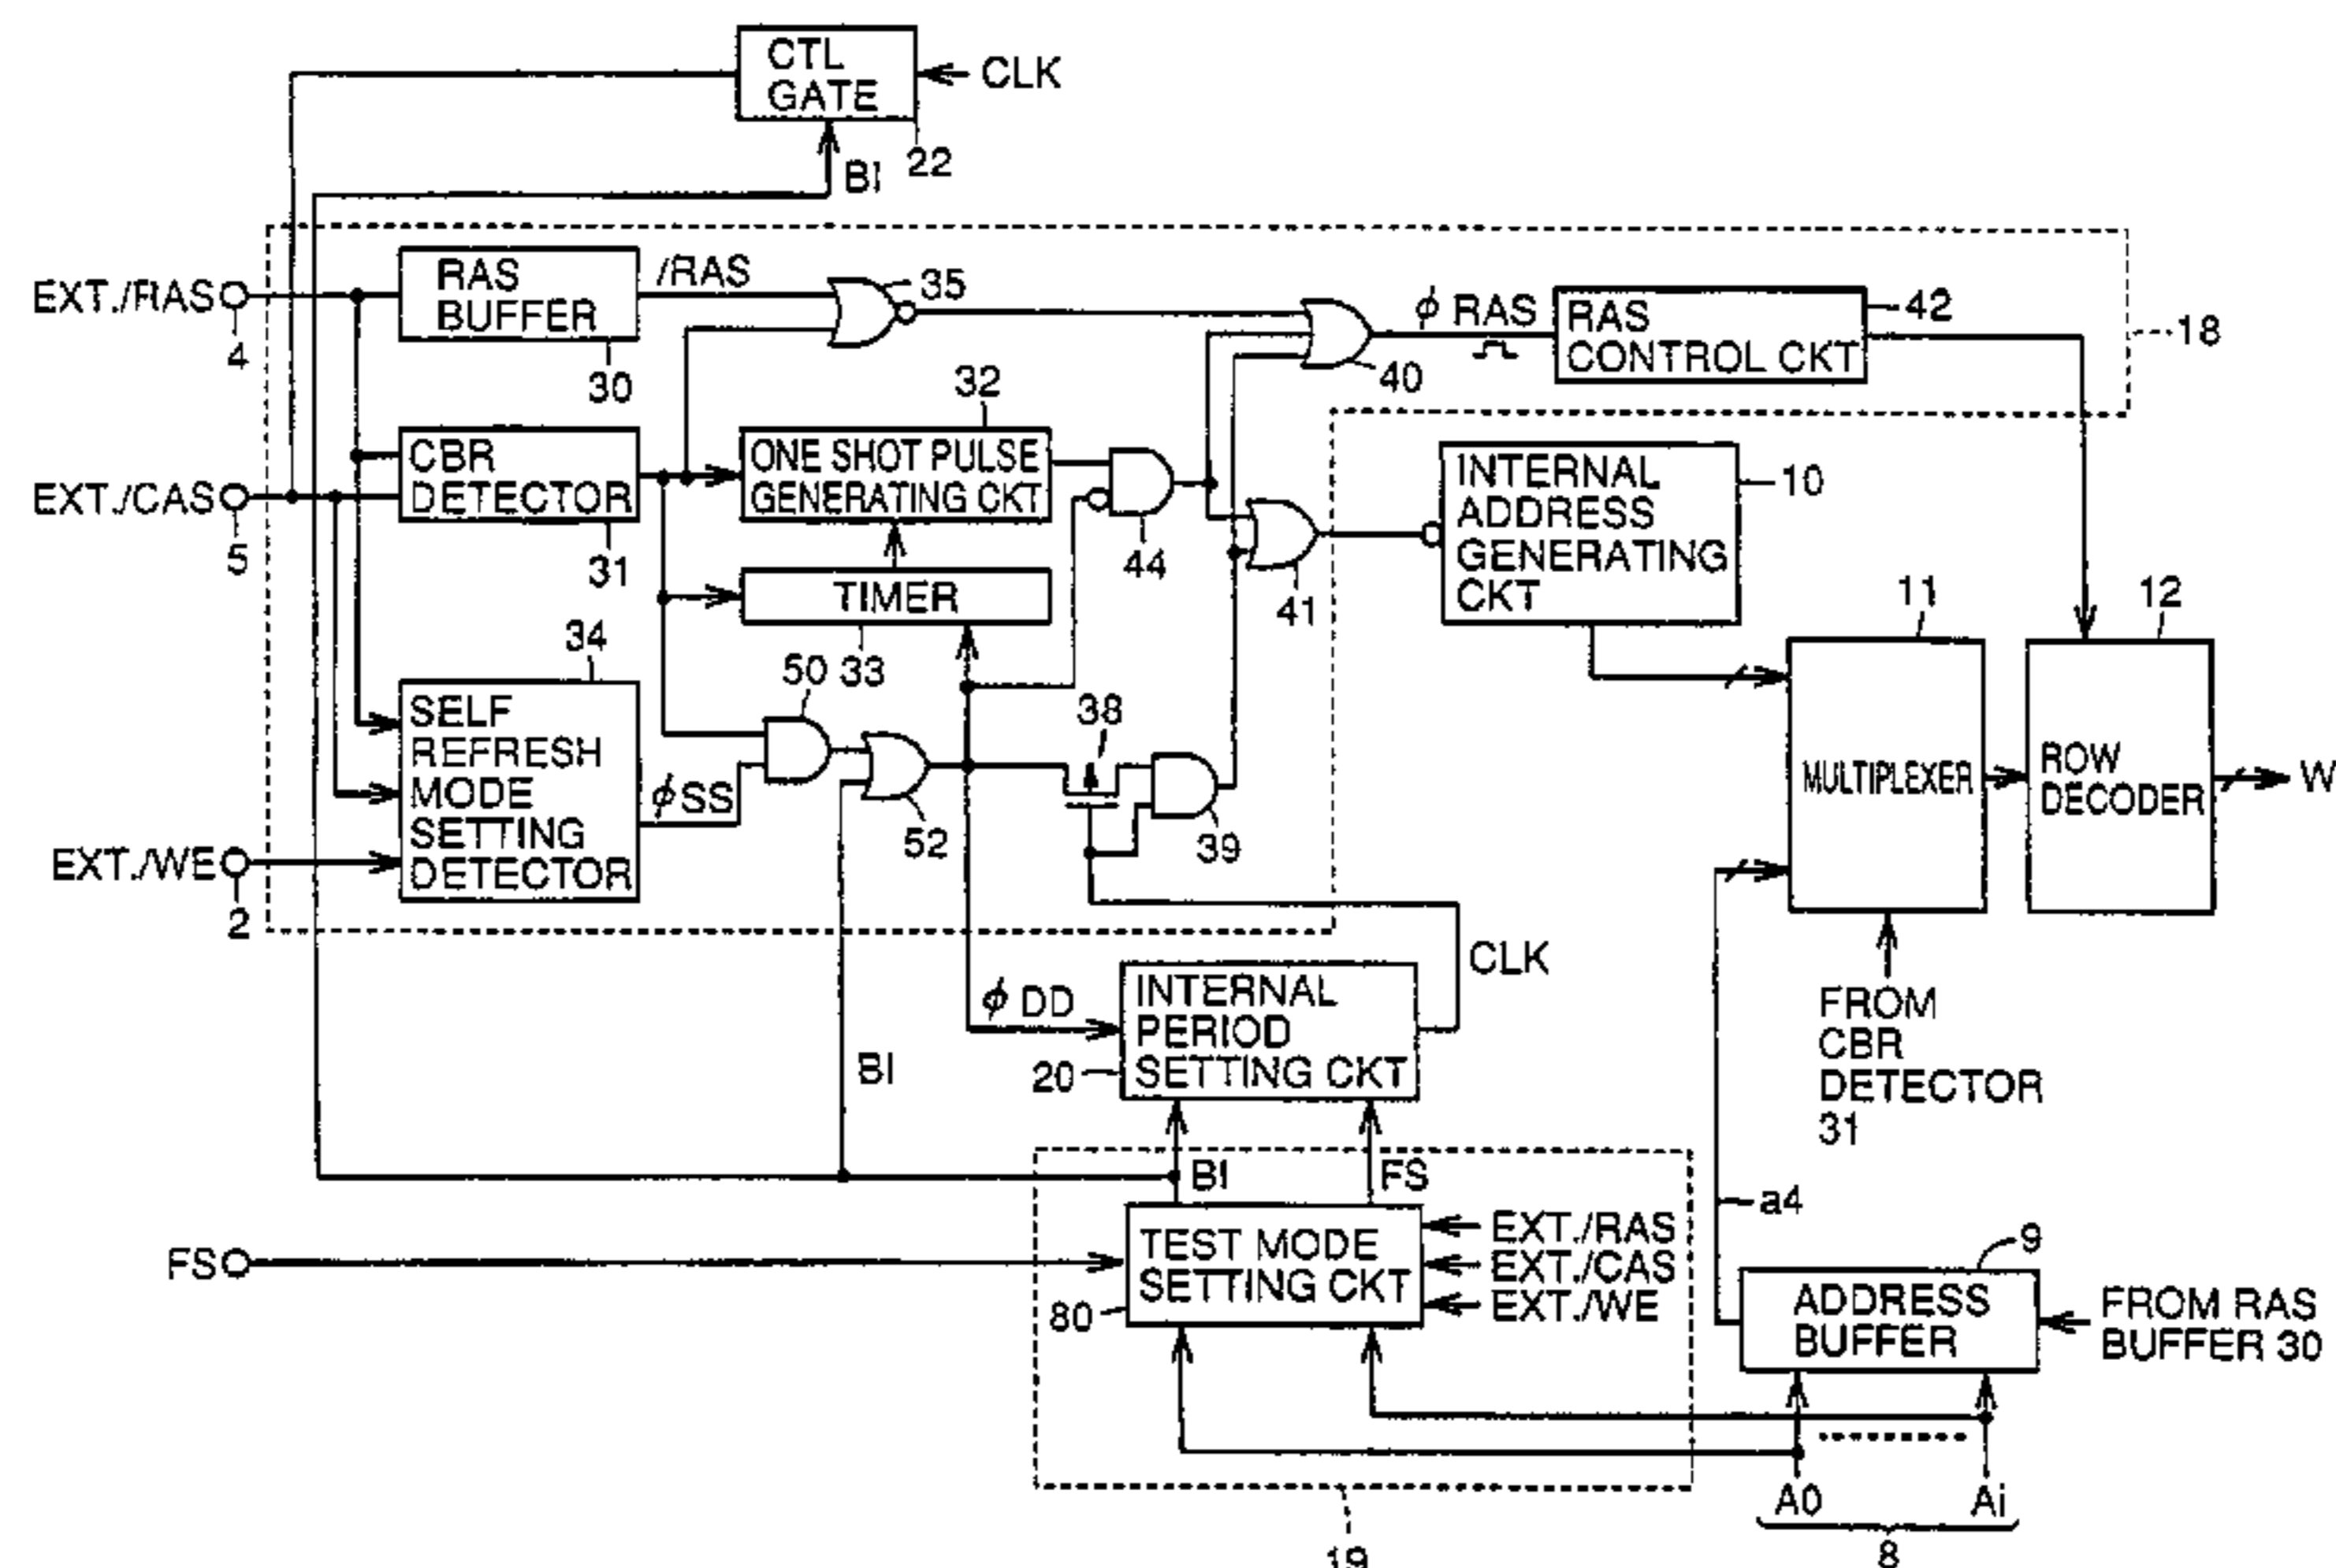 CTL
GATE
CLK
22
BI
EXT./RAS
4
RAS
BUFFER
30
/RAS
35
φ RAS
40
RAS
CONTROL CKT
42
18
EXT./CAS
5
CBR
DETECTOR
31
32
ONE SHOT PULSE
GENERATING CKT
44
41
INTERNAL
ADDRESS
GENERATING
CKT
10
TIMER
33
34
SELF
REFRESH
MODE
SETTING
DETECTOR
φSS
50
52
38
39
EXT./WE
2
11
MULTIPLEXER
12
ROW
DECODER
FROM
CBR
DETECTOR
31
CLK
φ DD
INTERNAL
PERIOD
SETTING CKT
20
BI
BI
FS
FS
TEST MODE
SETTING CKT
80
EXT./RAS
EXT./CAS
EXT./WE
19
a4
9
ADDRESS
BUFFER
FROM RAS
BUFFER 30
A0
Ai
8